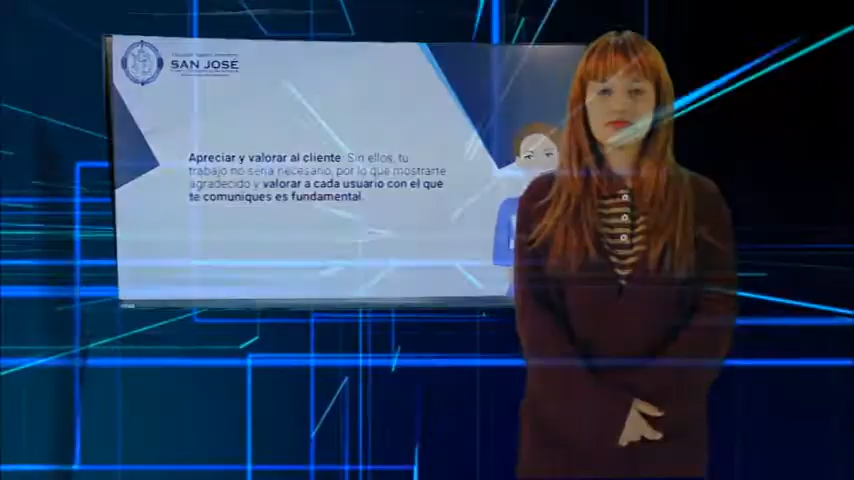 SAN JOSÉ
Apreciar y valorar al cliente. Sin ellos, tu
trabajo no sería necesario, por lo que mostrarte
agradecido y valorar a cada usuario con el que
te comuniques es fundamental.